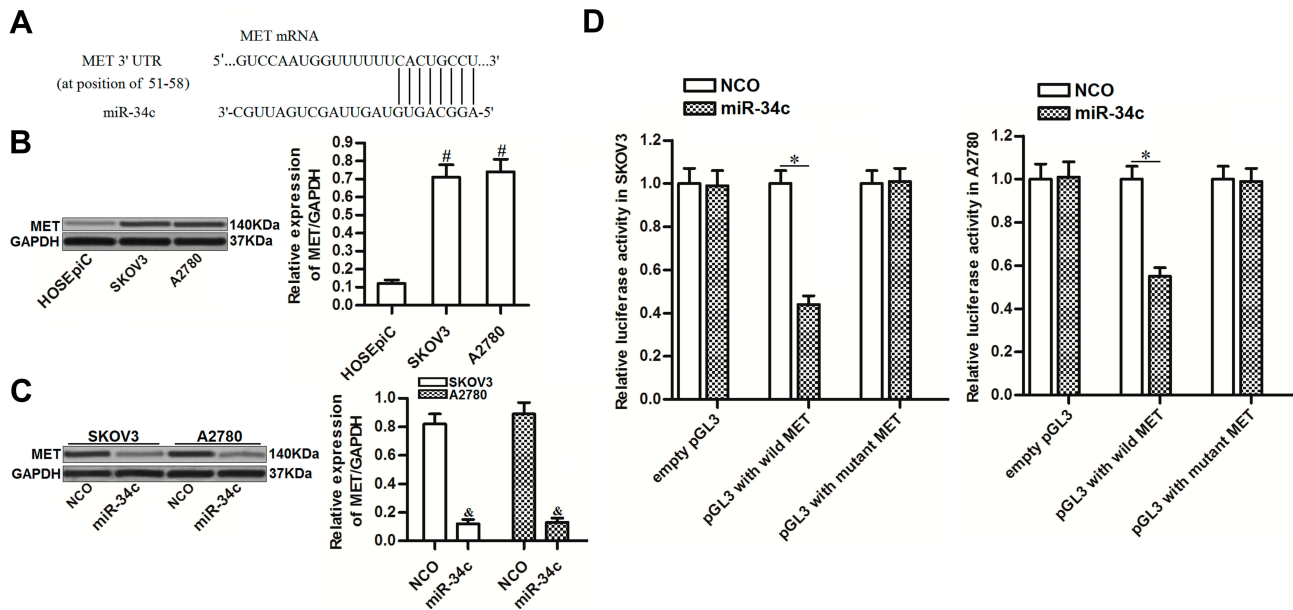 A
MET mRNA
MET 3' UTR 5'...GUCCAAUGGUUUUUUCACUGCCU...3'
(at position of 51-58)
miR-34c 3'-CGUUAGUCGAUUGAUGUGACGGA-5'
B
MET 140KDa
GAPDH 37KDa
HOSEpiC SKOV3 A2780
Relative expression
of MET/GAPDH
0.9
0.8
0.7
0.6
0.5
0.4
0.3
0.2
0.1
0.0
# #
HOSEpiC SKOV3 A2780
C
SKOV3 A2780
MET 140KDa
GAPDH 37KDa
NCO miR-34c NCO miR-34c
SKOV3
A2780
Relative expression
of MET/GAPDH
1.0
0.8
0.6
0.4
0.2
0.0
& &
NCO miR-34c NCO miR-34c
D
NCO
miR-34c
Relative luciferase activity in SKOV3
1.2
1.0
0.8
0.6
0.4
0.2
0.0
*
empty pGL3 pGL3 with wild MET pGL3 with mutant MET
NCO
miR-34c
Relative luciferase activity in A2780
1.2
1.0
0.8
0.6
0.4
0.2
0.0
*
empty pGL3 pGL3 with wild MET pGL3 with mutant MET